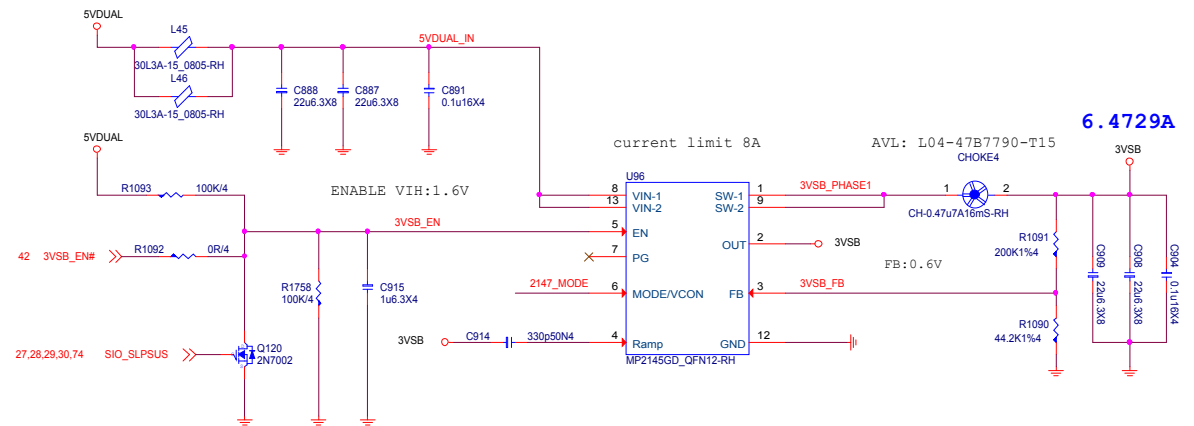 5VDUAL
L45
5VDUAL_IN
30L3A-15_0805-RH
L46
30L3A-15_0805-RH
C888
22u6.3X8
C887
22u6.3X8
C891
0.1u16X4
6.4729A
5VDUAL
current limit 8A
AVL: L04-47B7790-T15
3VSB
CHOKE4
R1093
100K/4
ENABLE VIH:1.6V
U96
8
VIN-1
13
VIN-2
SW-1
1
SW-2
9
3VSB_PHASE1
1
2
CH-0.47u7A16mS-RH
3VSB_EN
5
EN
OUT
2
3VSB
R1091
200K1%4
C909
22u6.3X8
C908
22u6.3X8
C904
0.1u16X4
42
3VSB_EN#
R1092
0R/4
7
PG
FB:0.6V
R1758
100K/4
C915
1u6.3X4
2147_MODE
6
MODE/VCON
FB
3
3VSB_FB
R1090
44.2K1%4
3VSB
C914
330p50N4
4
Ramp
GND
12
MP2145GD_QFN12-RH
27,28,29,30,74
SIO_SLPSUS
Q120
2N7002